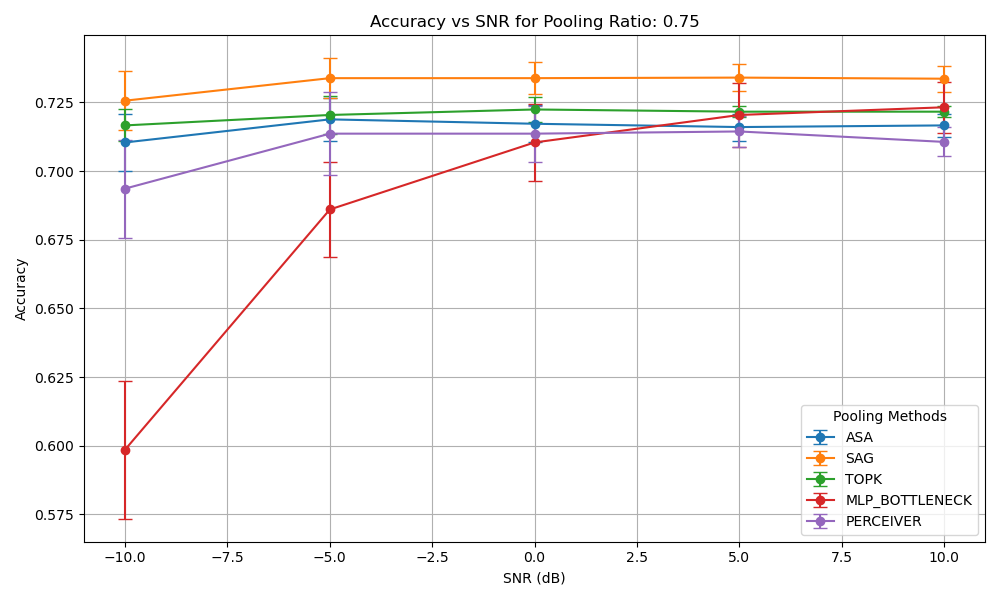 Accuracy vs SNR for Pooling Ratio: 0.75
Accuracy
0.725
0.700
0.675
0.650
0.625
0.600
0.575
−10.0 −7.5 −5.0 −2.5 0.0 2.5 5.0 7.5 10.0
SNR (dB)
Pooling Methods
ASA
SAG
TOPK
MLP_BOTTLENECK
PERCEIVER